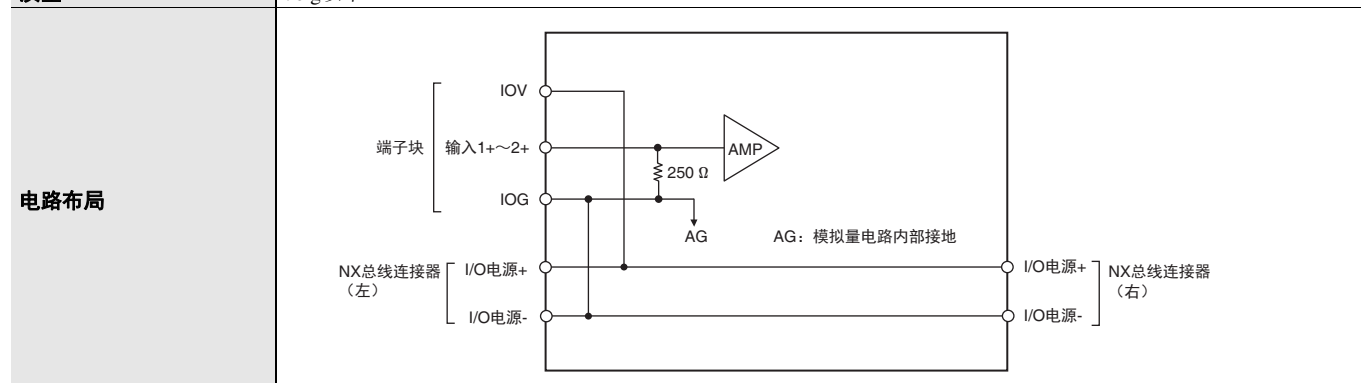 电路布局
IOV
端子块
输入1+～2+
AMP
250 Ω
IOG
AG
AG：模拟量电路内部接地
NX总线连接器
（左）
I/O电源+
I/O电源-
I/O电源+
I/O电源-
NX总线连接器
（右）